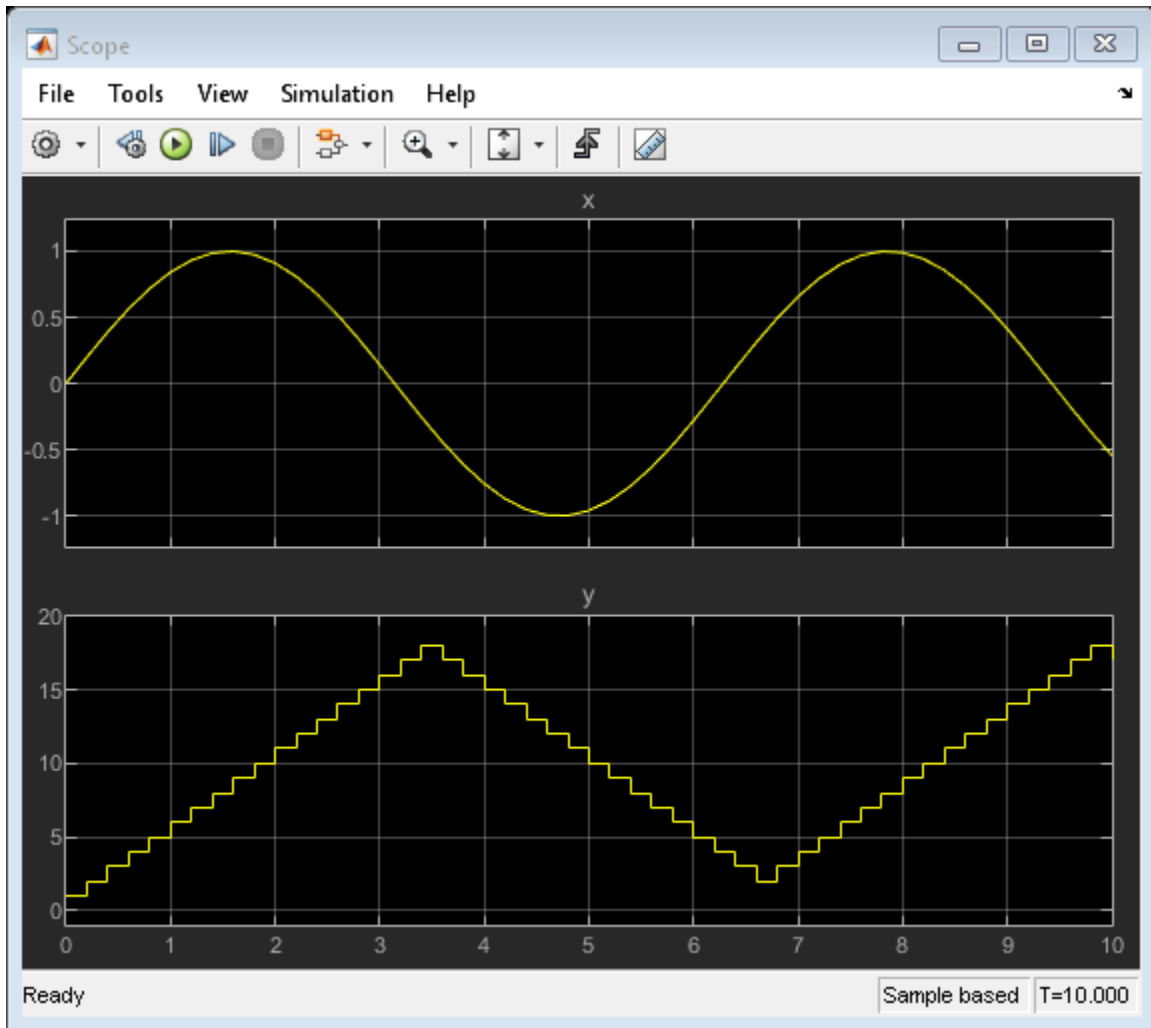 Scope
File Tools View Simulation Help
x
1
0.5
0
-0.5
-1
y
20
15
10
5
0
0 1 2 3 4 5 6 7 8 9 10
Ready Sample based T=10.000